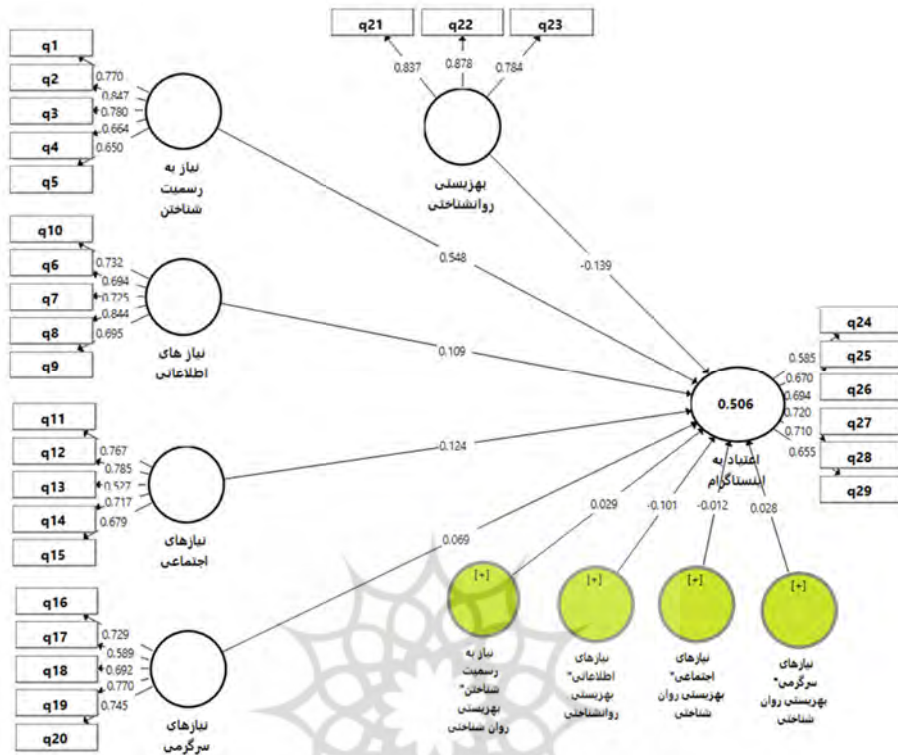 q21
q22
q23
0.837
0.878
0.784
بهزیستی
روانشناختی
q1
q2
q3
q4
q5
0.770
0.847
0.780
0.664
0.650
نیاز به
رسمیت
شناختن
0.548
-0.139
q10
q6
q7
q8
q9
0.732
0.694
0.725
0.844
0.695
نیاز های
اطلاعاتی
0.109
q11
q12
q13
q14
q15
0.767
0.785
0.527
0.717
0.679
نیازهای
اجتماعی
0.124
q16
q17
q18
q19
q20
0.729
0.589
0.692
0.770
0.745
نیازهای
سرگرمی
0.069
0.506
اعتیاد به
اینستاگرام
q24
q25
q26
q27
q28
q29
0.585
0.670
0.694
0.720
0.710
0.655
0.029
-0.101
-0.012
0.028
[+]
نیاز به
رسمیت
شناختن*
بهزیستی
روان شناختی
[+]
نیازهای
اطلاعاتی*
بهزیستی
روانشناختی
[+]
نیازهای
اجتماعی*
بهزیستی روان
شناختی
[+]
نیازهای
سرگرمی*
بهزیستی روان
شناختی